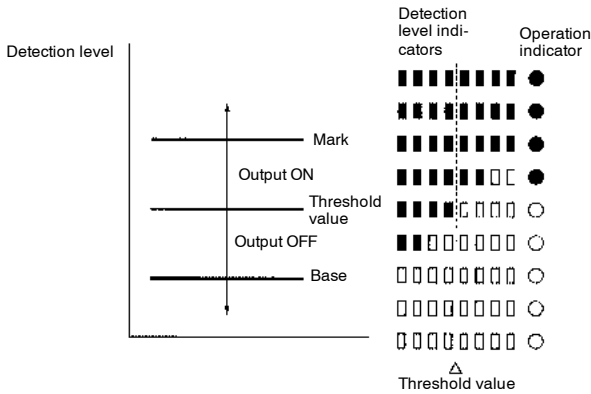 Detection level
Detection
level indi-
cators
Operation
indicator
Mark
Output ON
Threshold
value
Output OFF
Base
Threshold value